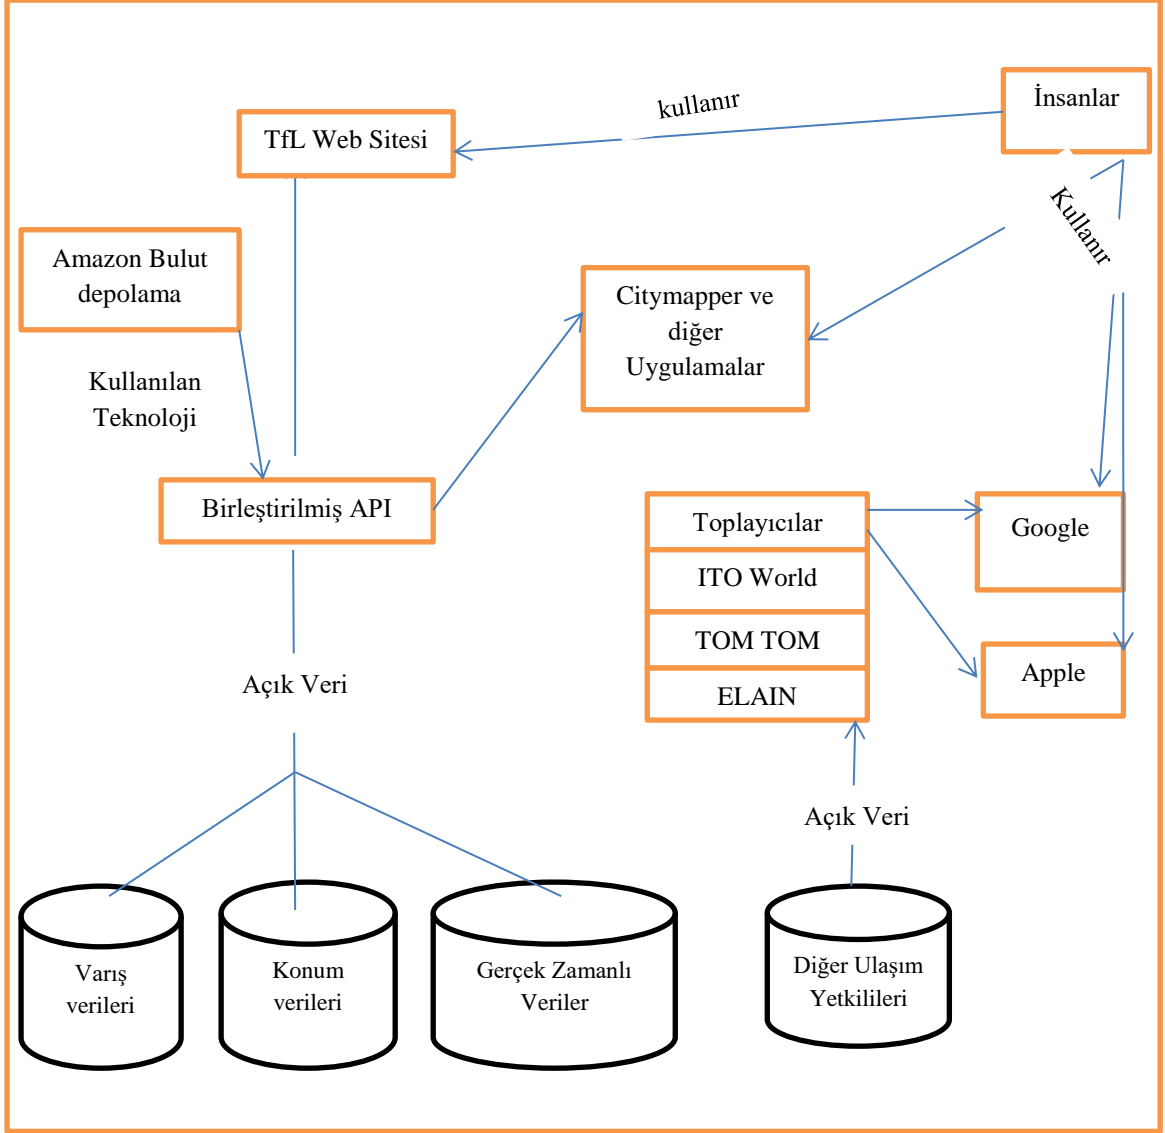 İnsanlar
kullanır
TfL Web Sitesi
Kullanır
Amazon Bulut
depolama
Citymapper ve
diğer
Uygulamalar
Kullanılan
Teknoloji
Birleştirilmiş API
Toplayıcılar
ITO World
TOM TOM
ELAIN
Google
Apple
Açık Veri
Açık Veri
Varış
verileri
Konum
verileri
Gerçek Zamanlı
Veriler
Diğer Ulaşım
Yetkilileri